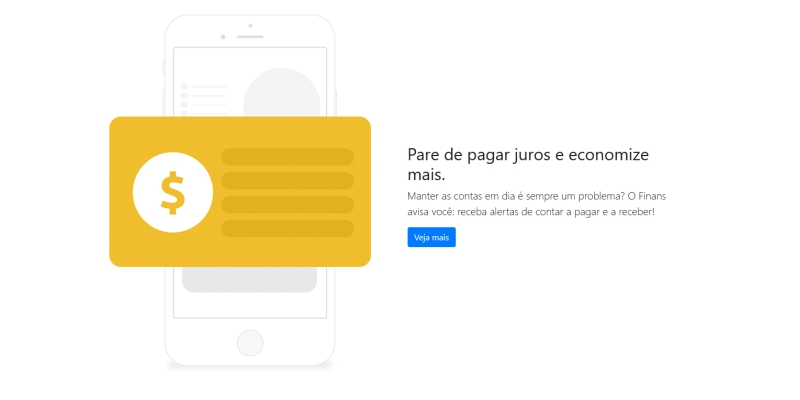 $
Pare de pagar juros e economize
mais.
Manter as contas em dia é sempre um problema? O Finans
avisa você: receba alertas de contar a pagar e a receber!
Veja mais